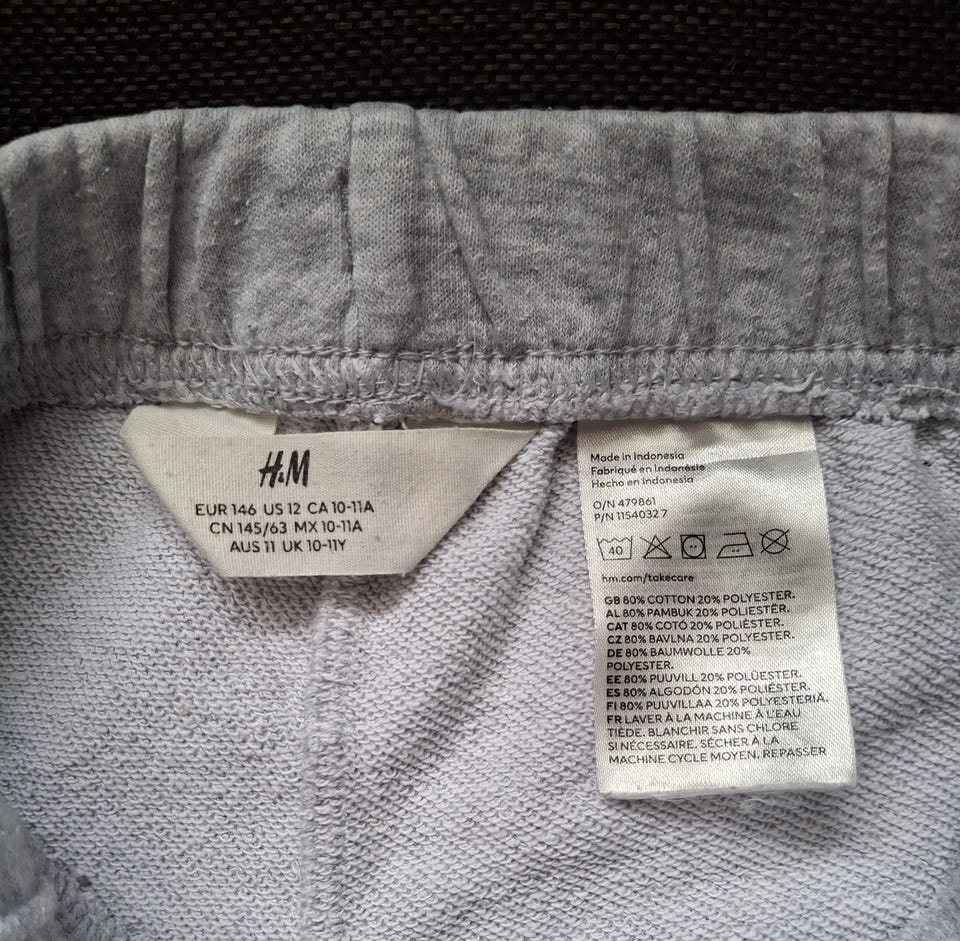 H&M
EUR 146 US 12 CA 10-11A
CN 145/63 MX 10-11A
AUS 11 UK 10-11Y
Made in Indonesia
Fabriqué en Indonésie
Hecho en Indonesia
O/N 479861
P/N 11540327
40
hm.com/takecare
GB 80% COTTON 20% POLYESTER.
AL 80% PAMBUK 20% POLIESTËR.
CAT 80% COTÓ 20% POLIÈSTER.
CZ 80% BAVLNA 20% POLYESTER.
DE 80% BAUMWOLLE 20%
POLYESTER.
EE 80% PUUVILL 20% POLÜESTER.
ES 80% ALGODÓN 20% POLIÉSTER.
FI 80% PUUVILLAA 20% POLYESTERIÄ.
FR LAVER À LA MACHINE À L'EAU
TIÈDE. BLANCHIR SANS CHLORE
SI NÉCESSAIRE. SÉCHER À LA
MACHINE CYCLE MOYEN. REPASSER